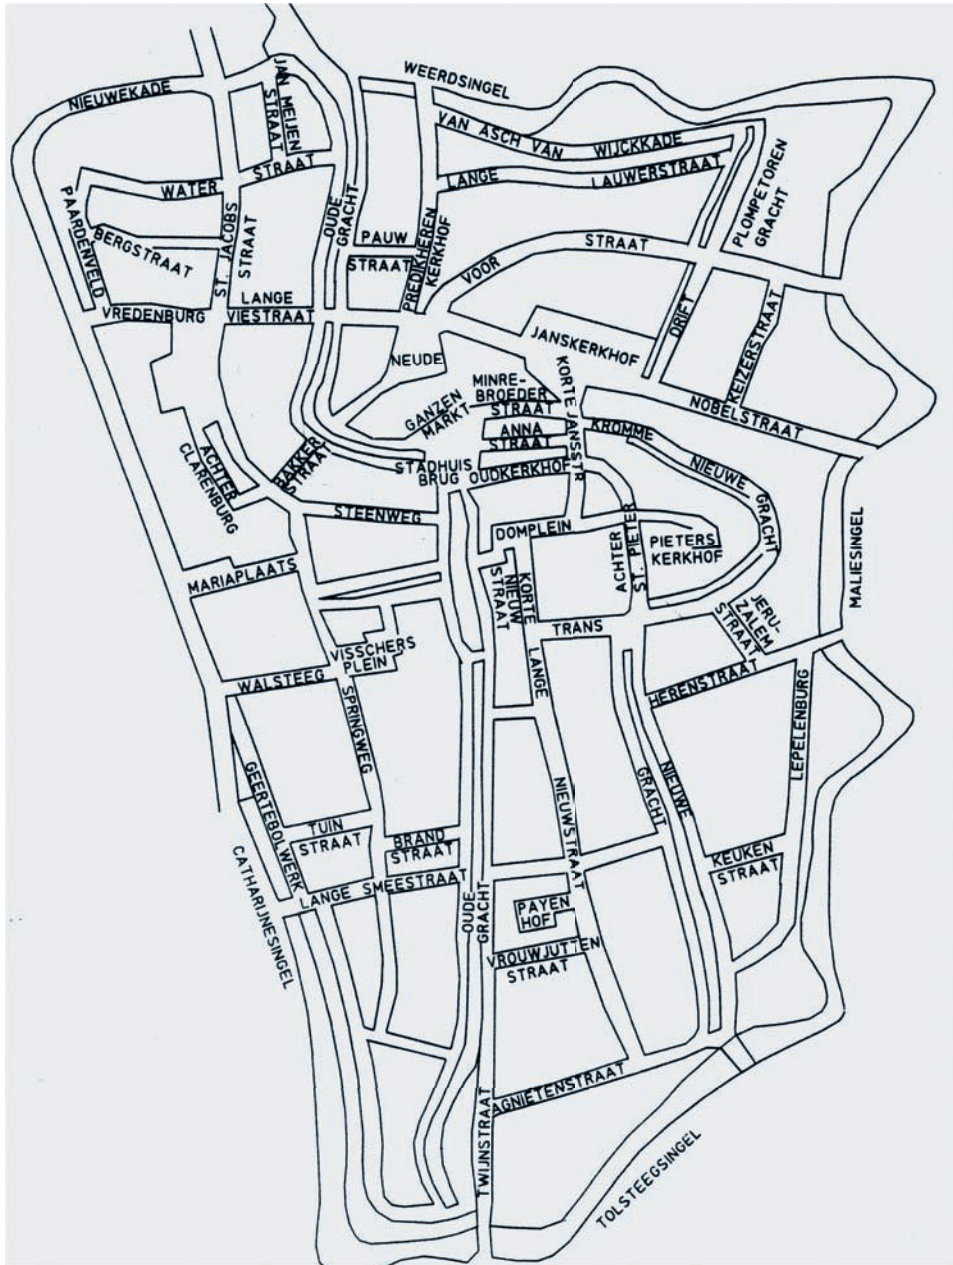 WEERDSINGEL
NIEUWEKADE
JAN MEIJEN
STRAAT
VAN ASCH VAN WIJCKKADE
WATER STRAAT
LANGE LAUWERSTRAAT
PLOMPETOREN
GRACHT
PAARDENVELD
BERGSTRAAT
ST. JACOBS
STRAAT
OUDE
GRACHT
PAUW
STRAAT
PREDIKHEREN
KERKHOF
VOOR STRAAT
VREDENBURG
LANGE
VIESTRAAT
NEUDE
JANSKERKHOF
DRIFT
KEIZERSTRAAT
NOBELSTRAAT
MINRE-
BROEDER
STRAAT
KORTE JANSSTR
GANZEN
MARKT
ANNA
STRAAT
KROMME NIEUWE GRACHT
BAKKER
STRAAT
STADHUIS
BRUG
OUDKERKHOF
ACHTER
CLARENBURG
STEENWEG
DOMPLEIN
ACHTER
ST. PIETER
PIETERS
KERKHOF
MALIESINGEL
MARIAPLAATS
KORTE
NIEUW
STRAAT
TRANS
JERU-
ZALEM
STRAAT
VISSCHERS
PLEIN
WALSTEEG
SPRINGWEG
LANGE NIEUWSTRAAT
HERENSTRAAT
LEPELENBURG
GEERTEBOLWERK
NIEUWE
GRACHT
TUIN
STRAAT
BRAND
STRAAT
KEUKEN
STRAAT
CATHARIJNESINGEL
LANGE SMEESTRAAT
OUDE
GRACHT
PAYEN
HOF
VROUWJUTTEN
STRAAT
AGNIETENSTRAAT
TWIJNSTRAAT
TOLSTEEGSINGEL